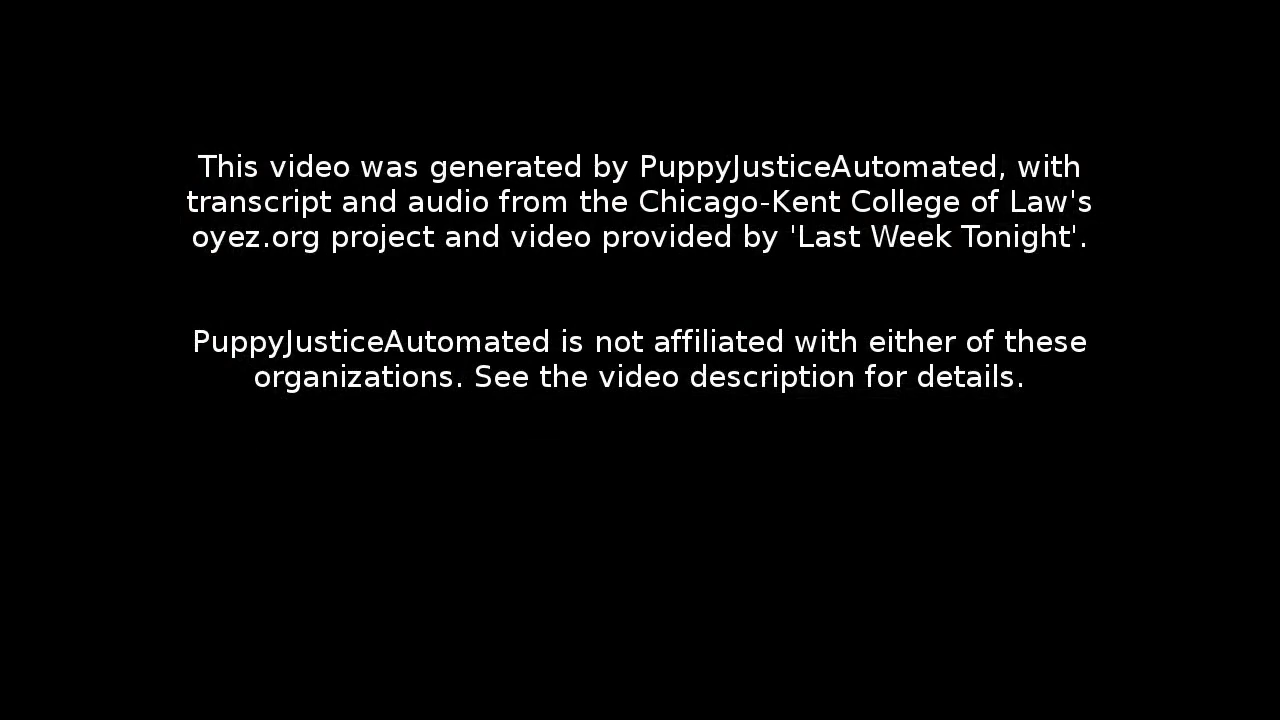 This video was generated by PuppyJusticeAutomated, with
transcript and audio from the Chicago-Kent College of Law's
oyez.org project and video provided by 'Last Week Tonight'.
PuppyJusticeAutomated is not affiliated with either of these
organizations. See the video description for details.